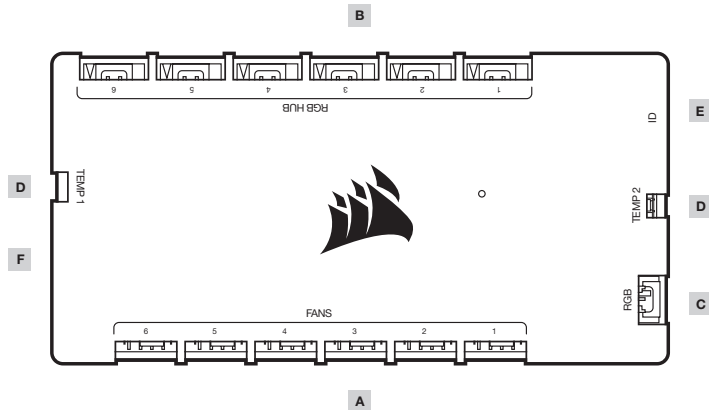 B
6 5 4 3 2 1
RGB HUB
E
ID
D
TEMP 1
TEMP 2
D
F
RGB
C
FANS
6 5 4 3 2 1
A